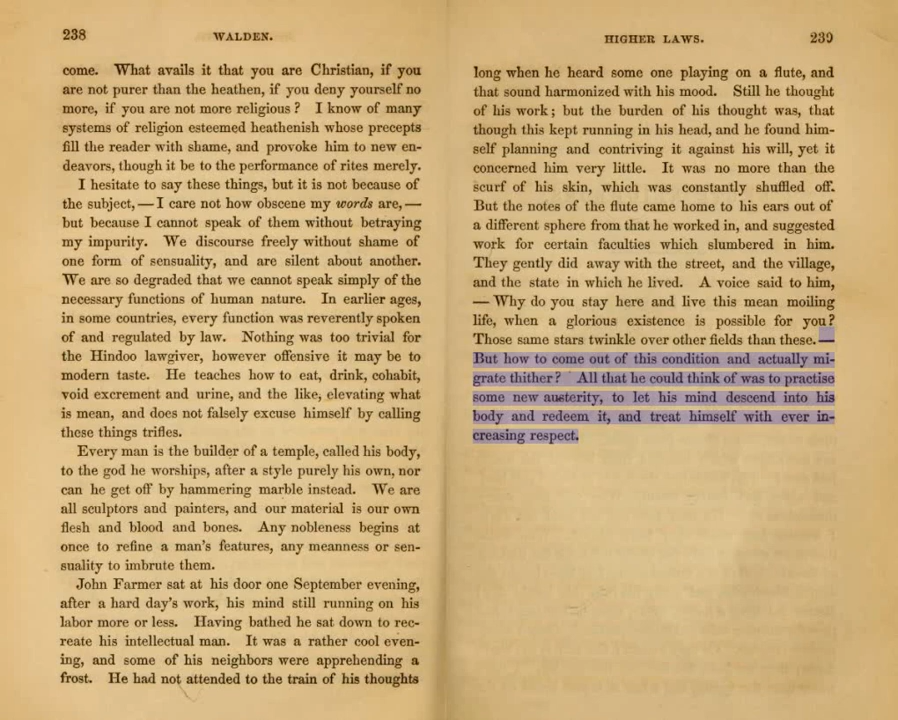 238 WALDEN.
come. What avails it that you are Christian, if you
are not purer than the heathen, if you deny yourself no
more, if you are not more religious? I know of many
systems of religion esteemed heathenish whose precepts
fill the reader with shame, and provoke him to new en-
deavors, though it be to the performance of rites merely.
I hesitate to say these things, but it is not because of
the subject,—I care not how obscene my words are,—
but because I cannot speak of them without betraying
my impurity. We discourse freely without shame of
one form of sensuality, and are silent about another.
We are so degraded that we cannot speak simply of the
necessary functions of human nature. In earlier ages,
in some countries, every function was reverently spoken
of and regulated by law. Nothing was too trivial for
the Hindoo lawgiver, however offensive it may be to
modern taste. He teaches how to eat, drink, cohabit,
void excrement and urine, and the like, elevating what
is mean, and does not falsely excuse himself by calling
these things trifles.
Every man is the builder of a temple, called his body,
to the god he worships, after a style purely his own, nor
can he get off by hammering marble instead. We are
all sculptors and painters, and our material is our own
flesh and blood and bones. Any nobleness begins at
once to refine a man's features, any meanness or sen-
suality to imbrute them.
John Farmer sat at his door one September evening,
after a hard day's work, his mind still running on his
labor more or less. Having bathed he sat down to rec-
reate his intellectual man. It was a rather cool even-
ing, and some of his neighbors were apprehending a
frost. He had not attended to the train of his thoughts
HIGHER LAWS. 239
long when he heard some one playing on a flute, and
that sound harmonized with his mood. Still he thought
of his work; but the burden of his thought was, that
though this kept running in his head, and he found him-
self planning and contriving it against his will, yet it
concerned him very little. It was no more than the
scurf of his skin, which was constantly shuffled off.
But the notes of the flute came home to his ears out of
a different sphere from that he worked in, and suggested
work for certain faculties which slumbered in him.
They gently did away with the street, and the village,
and the state in which he lived. A voice said to him,
—Why do you stay here and live this mean moiling
life, when a glorious existence is possible for you?
Those same stars twinkle over other fields than these.—
But how to come out of this condition and actually mi-
grate thither? All that he could think of was to practise
some new austerity, to let his mind descend into his
body and redeem it, and treat himself with ever in-
creasing respect.